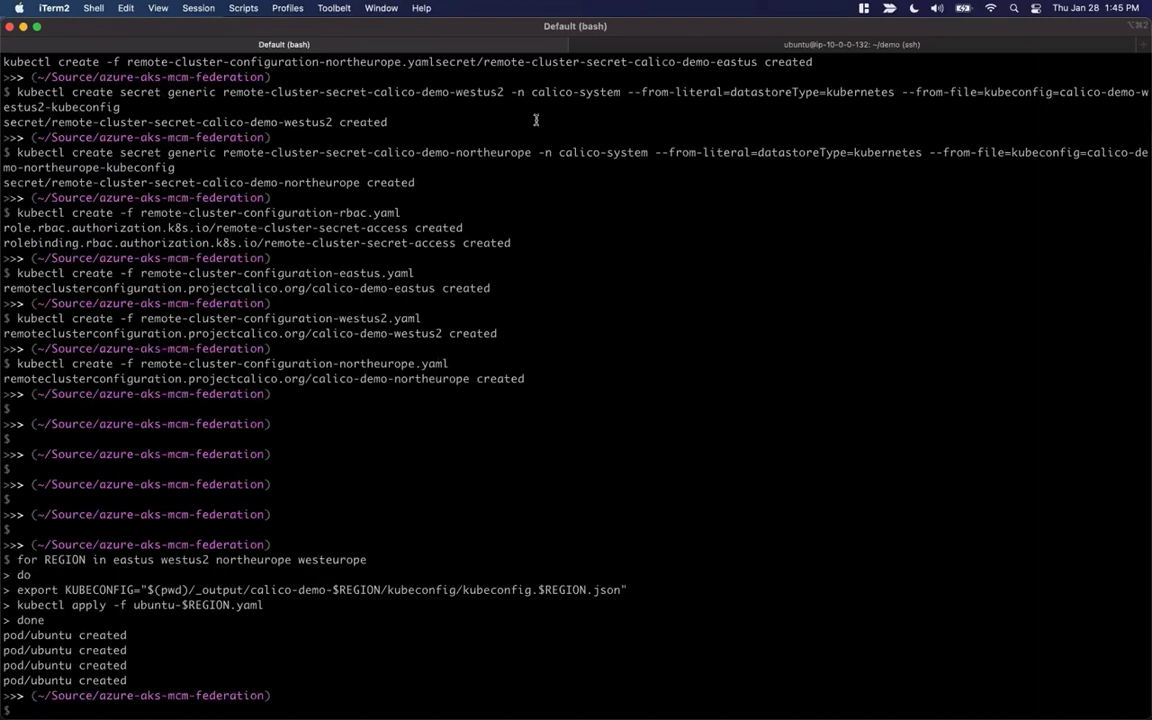 iTerm2 Shell Edit View Session Scripts Profiles Toolbelt Window Help Thu Jan 28 1:45 PM
Default (bash)
Default (bash) ubuntu@ip-10-0-0-132: ~/demo (ssh)
kubectl create -f remote-cluster-configuration-northeurope.yamlsecret/remote-cluster-secret-calico-demo-eastus created
>>> (~/Source/azure-aks-mcm-federation)
$ kubectl create secret generic remote-cluster-secret-calico-demo-westus2 -n calico-system --from-literal=datastoreType=kubernetes --from-file=kubeconfig=calico-demo-w
estus2-kubeconfig
secret/remote-cluster-secret-calico-demo-westus2 created
>>> (~/Source/azure-aks-mcm-federation)
$ kubectl create secret generic remote-cluster-secret-calico-demo-northeurope -n calico-system --from-literal=datastoreType=kubernetes --from-file=kubeconfig=calico-de
mo-northeurope-kubeconfig
secret/remote-cluster-secret-calico-demo-northeurope created
>>> (~/Source/azure-aks-mcm-federation)
$ kubectl create -f remote-cluster-configuration-rbac.yaml
role.rbac.authorization.k8s.io/remote-cluster-secret-access created
rolebinding.rbac.authorization.k8s.io/remote-cluster-secret-access created
>>> (~/Source/azure-aks-mcm-federation)
$ kubectl create -f remote-cluster-configuration-eastus.yaml
remoteclusterconfiguration.projectcalico.org/calico-demo-eastus created
>>> (~/Source/azure-aks-mcm-federation)
$ kubectl create -f remote-cluster-configuration-westus2.yaml
remoteclusterconfiguration.projectcalico.org/calico-demo-westus2 created
>>> (~/Source/azure-aks-mcm-federation)
$ kubectl create -f remote-cluster-configuration-northeurope.yaml
remoteclusterconfiguration.projectcalico.org/calico-demo-northeurope created
>>> (~/Source/azure-aks-mcm-federation)
$
>>> (~/Source/azure-aks-mcm-federation)
$
>>> (~/Source/azure-aks-mcm-federation)
$
>>> (~/Source/azure-aks-mcm-federation)
$
>>> (~/Source/azure-aks-mcm-federation)
$
>>> (~/Source/azure-aks-mcm-federation)
$ for REGION in eastus westus2 northeurope westeurope
> do
> export KUBECONFIG="$(pwd)/_output/calico-demo-$REGION/kubeconfig/kubeconfig.$REGION.json"
> kubectl apply -f ubuntu-$REGION.yaml
> done
pod/ubuntu created
pod/ubuntu created
pod/ubuntu created
pod/ubuntu created
>>> (~/Source/azure-aks-mcm-federation)
$